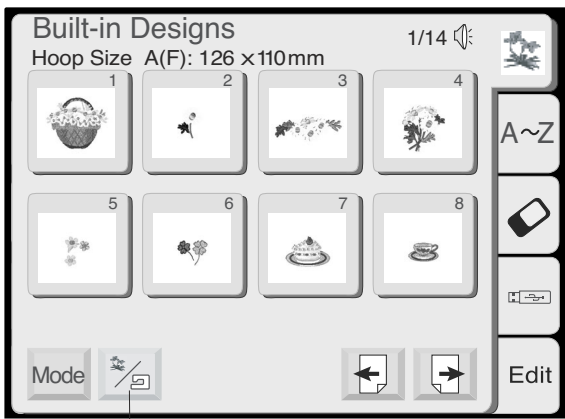 Built-in Designs
1/14
Hoop Size A(F): 126 ×110mm
1 2 3 4
A~Z
5 6 7 8
Mode
Edit